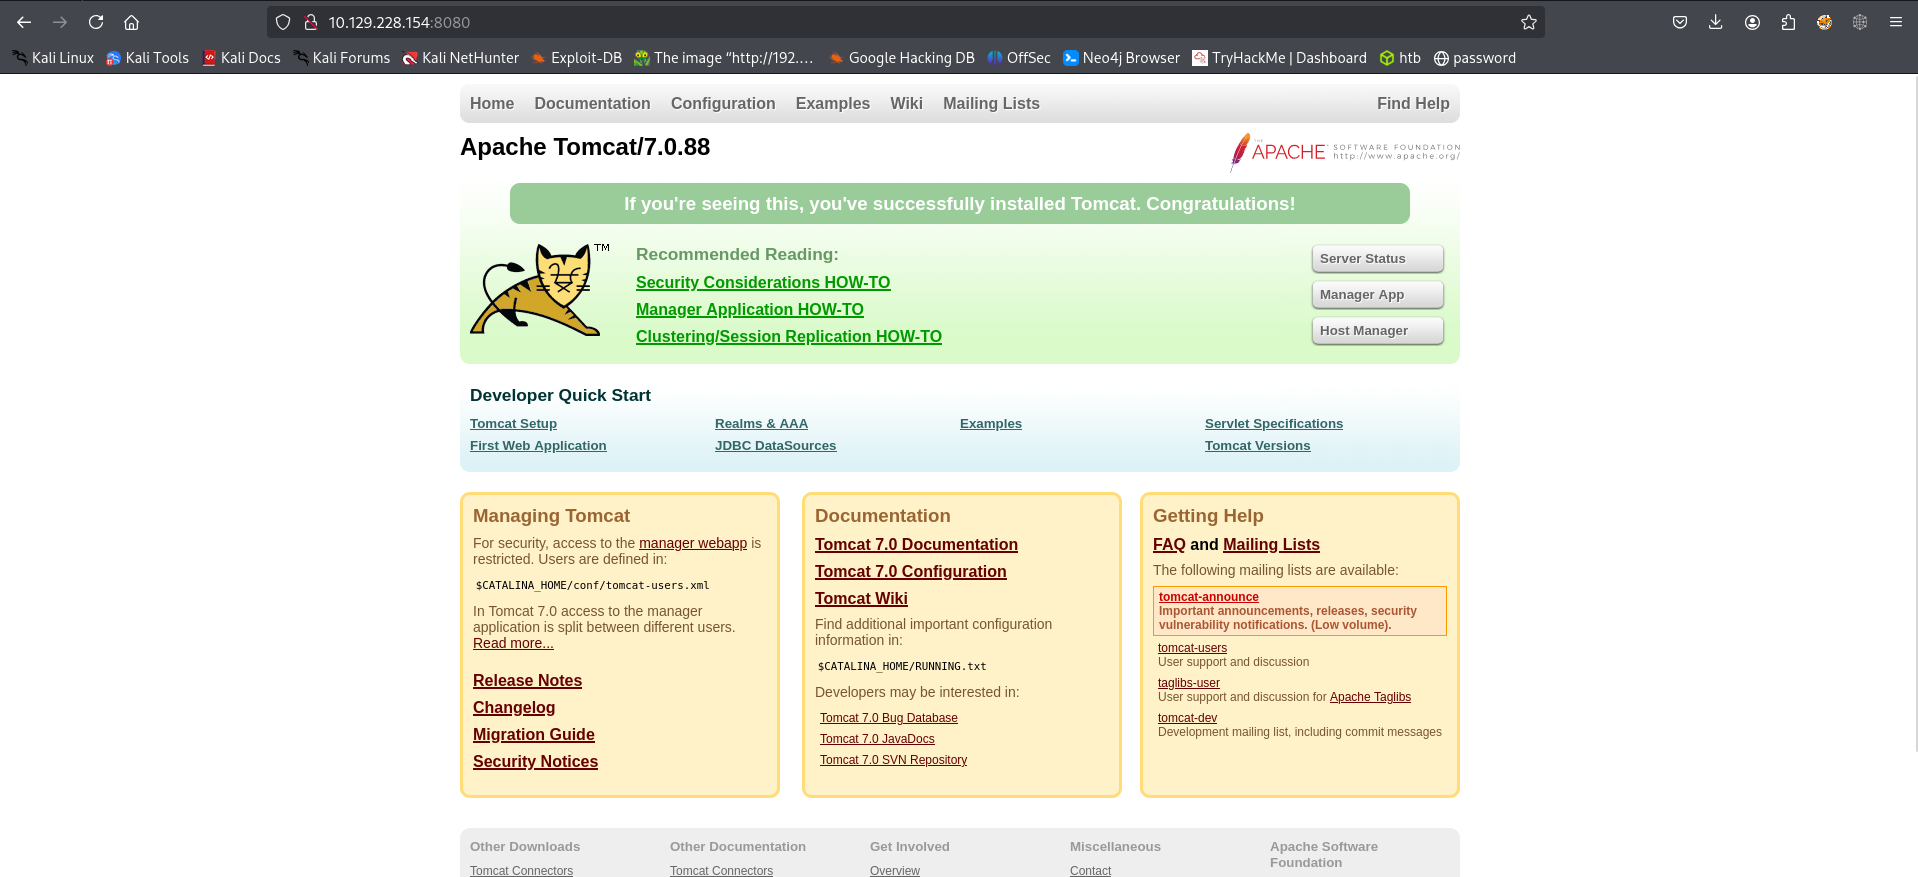 10.129.228.154:8080
Kali Linux Kali Tools Kali Docs Kali Forums Kali NetHunter Exploit-DB The image “http://192.… Google Hacking DB OffSec Neo4j Browser TryHackMe | Dashboard htb password
Home Documentation Configuration Examples Wiki Mailing Lists Find Help
Apache Tomcat/7.0.88
THE APACHE SOFTWARE FOUNDATION
http://www.apache.org/
If you're seeing this, you've successfully installed Tomcat. Congratulations!
TM
Recommended Reading:
Security Considerations HOW-TO
Manager Application HOW-TO
Clustering/Session Replication HOW-TO
Server Status
Manager App
Host Manager
Developer Quick Start
Tomcat Setup Realms & AAA Examples Servlet Specifications
First Web Application JDBC DataSources Tomcat Versions
Managing Tomcat
For security, access to the manager webapp is
restricted. Users are defined in:
$CATALINA_HOME/conf/tomcat-users.xml
In Tomcat 7.0 access to the manager
application is split between different users.
Read more...
Release Notes
Changelog
Migration Guide
Security Notices
Documentation
Tomcat 7.0 Documentation
Tomcat 7.0 Configuration
Tomcat Wiki
Find additional important configuration
information in:
$CATALINA_HOME/RUNNING.txt
Developers may be interested in:
Tomcat 7.0 Bug Database
Tomcat 7.0 JavaDocs
Tomcat 7.0 SVN Repository
Getting Help
FAQ and Mailing Lists
The following mailing lists are available:
tomcat-announce
Important announcements, releases, security
vulnerability notifications. (Low volume).
tomcat-users
User support and discussion
taglibs-user
User support and discussion for Apache Taglibs
tomcat-dev
Development mailing list, including commit messages
Other Downloads
Tomcat Connectors
Other Documentation
Tomcat Connectors
Get Involved
Overview
Miscellaneous
Contact
Apache Software
Foundation